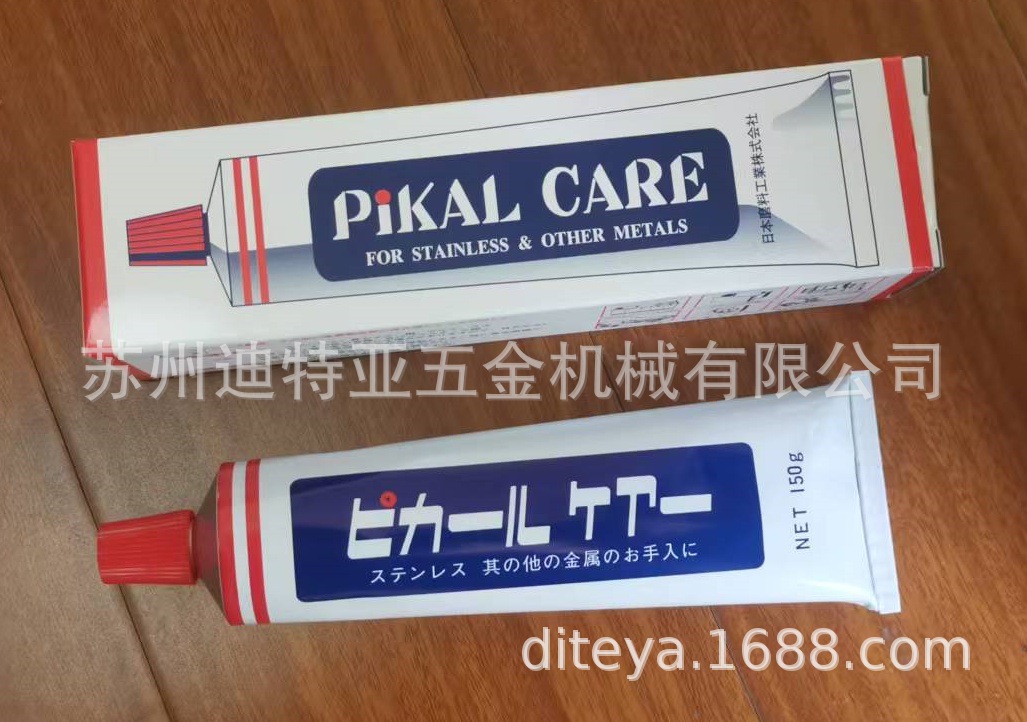 PiKAL CARE
FOR STAINLESS & OTHER METALS
日本磨料工業株式会社
苏州迪特亚五金机械有限公司
ピカール ケアー
ステンレス 其の他の金属のお手入に
NET 150g
diteya.1688.com